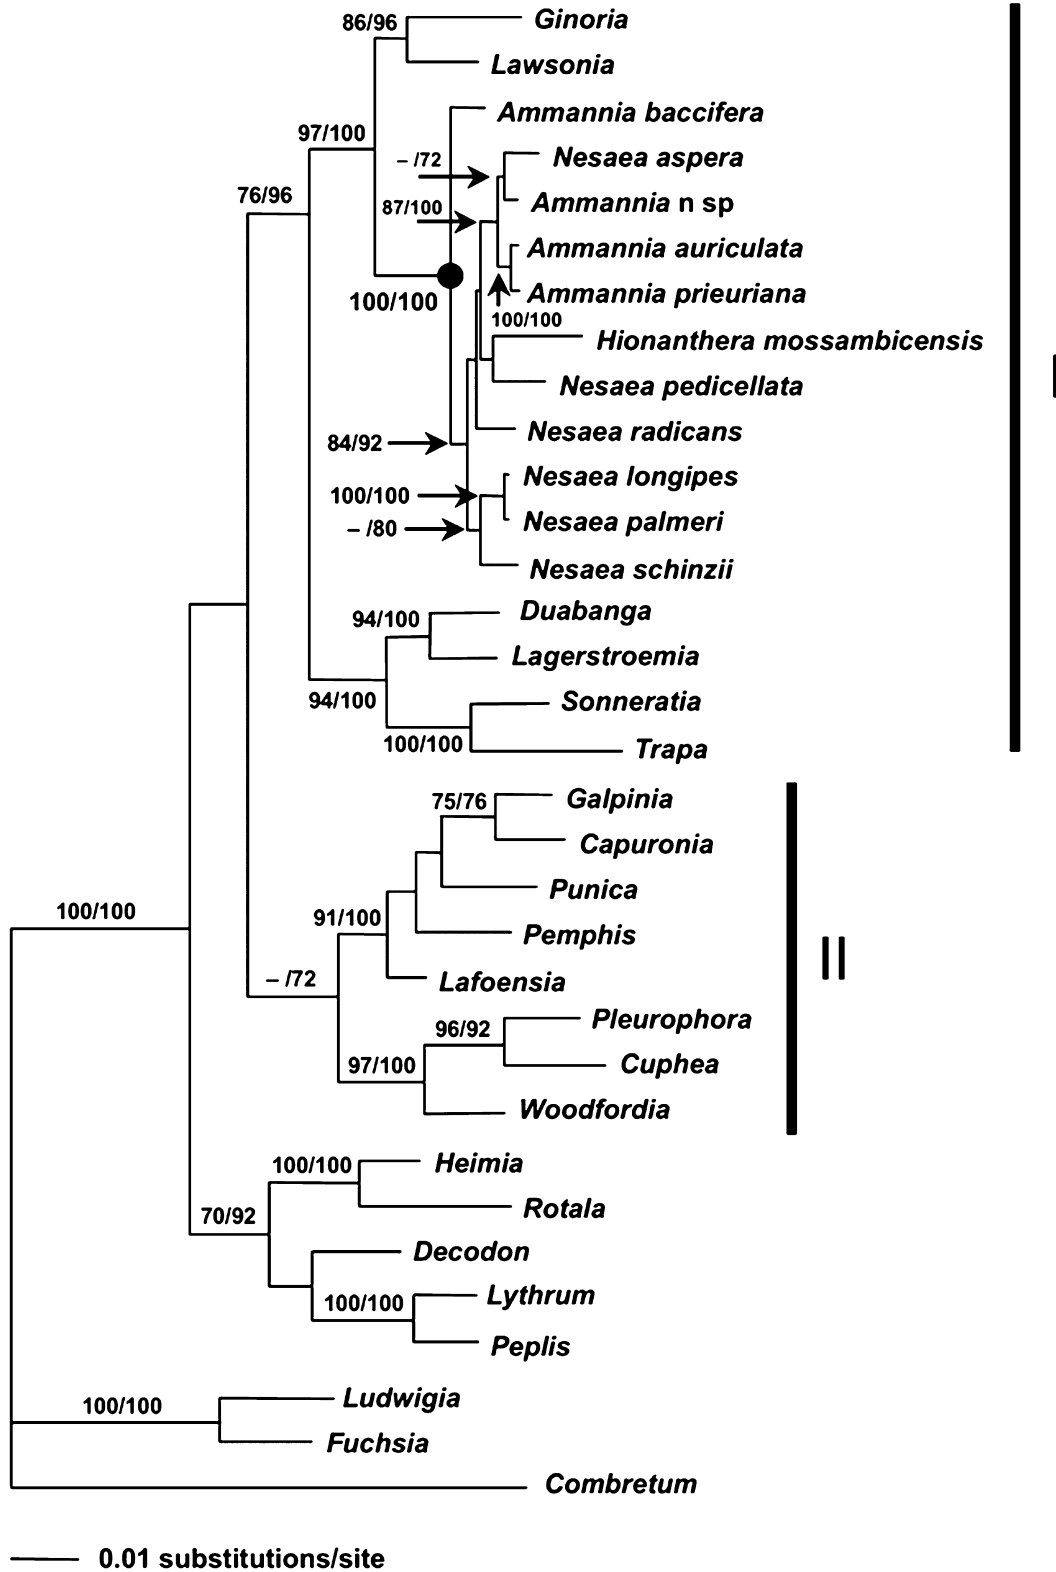 86/96
Ginoria
Lawsonia
Ammannia baccifera
97/100
– /72
Nesaea aspera
76/96
87/100
Ammannia n sp
Ammannia auriculata
100/100
Ammannia prieuriana
100/100
Hionanthera mossambicensis
Nesaea pedicellata
Nesaea radicans
84/92
Nesaea longipes
100/100
Nesaea palmeri
– /80
Nesaea schinzii
94/100
Duabanga
Lagerstroemia
94/100
Sonneratia
100/100
Trapa
75/76
Galpinia
Capuronia
Punica
100/100
91/100
Pemphis
II
– /72
Lafoensia
96/92
Pleurophora
97/100
Cuphea
Woodfordia
100/100
Heimia
70/92
Rotala
Decodon
100/100
Lythrum
Peplis
100/100
Ludwigia
Fuchsia
Combretum
0.01 substitutions/site